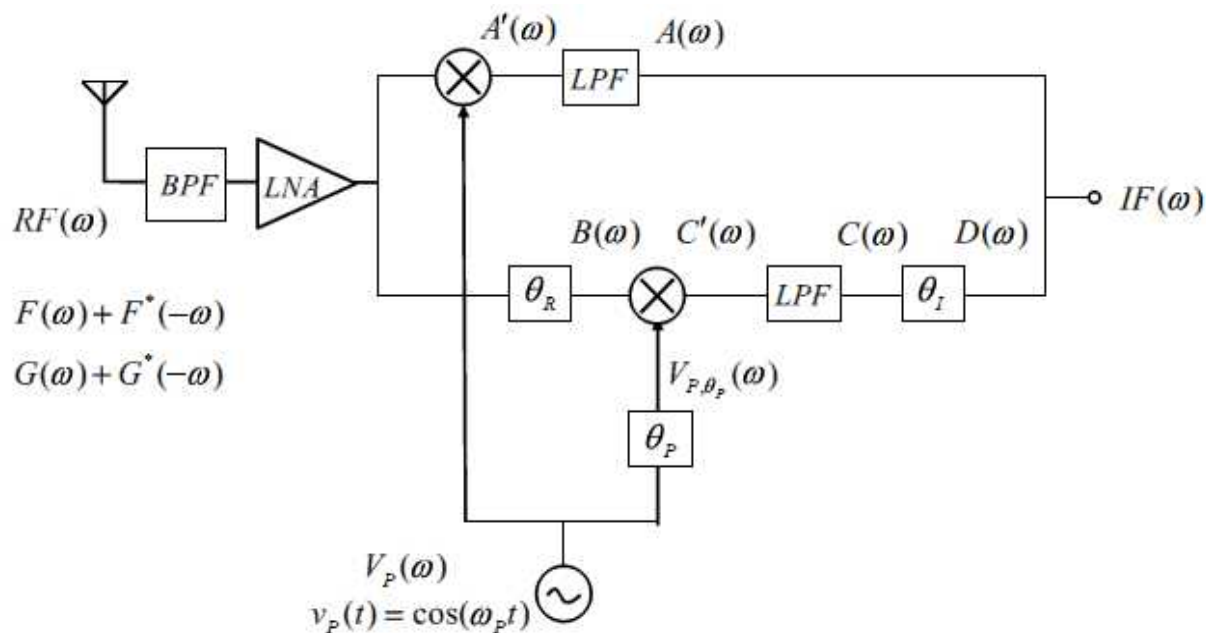 A′(ω)
A(ω)
LPF
BPF
LNA
RF(ω)
IF(ω)
B(ω)
C′(ω)
C(ω)
D(ω)
θ_R
LPF
θ_I
F(ω) + F*(−ω)
G(ω) + G*(−ω)
V_{P,θ_P}(ω)
θ_P
V_P(ω)
v_P(t) = cos(ω_P t)